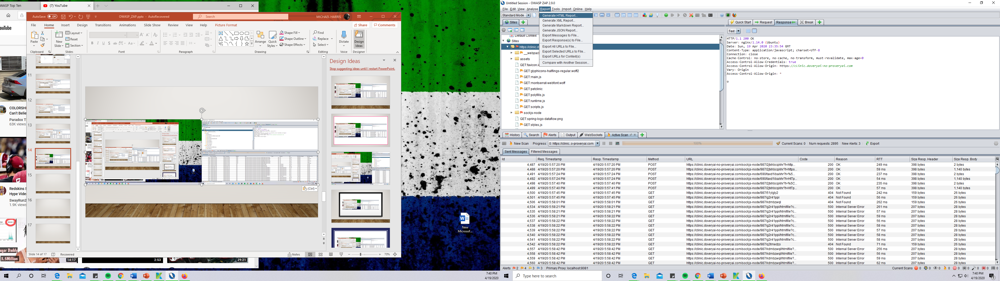 WASP Top Ten
(7) YouTube
ouTube
COLORSHI
Can't Belie
Paradox T
63K views
Redskins S
Hype Video
SwayRun2
1.9K views
ugar Daddy
3.5Million
14:17
2:53
29:21
AutoSave Off
OWASP_ZAP.pptx - AutoRecovered
Search
MICHAEL HARRIS
File Home Insert Design Transitions Animations Slide Show Review View Help Picture Format
Share Comments
Paste
New
Slide
Layout
Reset
Section
Shape Fill
Shape Outline
Shape Effects
Arrange
Quick
Styles
Find
Replace
Select
Dictate
Design
Ideas
Clipboard Slides Font Paragraph Drawing Editing Voice Designer
11
12
13
14
15
16
17
(Ctrl)
Design Ideas
Stop suggesting ideas until I restart PowerPoint.
Slide 14 of 17 Recovered
Notes
70%
New
Microsof...
7:40 PM
4/19/2020
Untitled Session - OWASP ZAP 2.9.0
File Edit View Analyse Report Tools Import Online Help
Standard Mode
Generate HTML Report...
Generate XML Report...
Generate Markdown Report...
Generate JSON Report...
Export Messages to File...
Export Response(s) to File...
Export All URLs to File...
Export Selected URLs to File...
Export URLs for Context(s)
Compare with Another Session...
Sites
Default Context
Sites
https://clinic.d
__webpac
assets
GET:favicon.i
GET:glyphicons-halflings-regular.woff2
GET:main.js
GET:montserrat-webfont.woff
GET:petclinic
GET:polyfills.js
GET:runtime.js
GET:scripts.js
sockjs-node
GET:spring-logo-dataflow.png
GET:styles.js
Quick Start Request Response Break
Text
HTTP/1.1 200 OK
Server: nginx/1.14.0 (Ubuntu)
Date: Sun, 19 Apr 2020 23:35:54 GMT
Content-Type: application/javascript; charset=UTF-8
Connection: close
Cache-Control: no-store, no-cache, no-transform, must-revalidate, max-age=0
Access-Control-Allow-Credentials: true
Access-Control-Allow-Origin: https://clinic.doveryai-no-proveryai.com
Vary: Origin
Access-Control-Allow-Origin: *
o
History Search Alerts Output WebSockets Active Scan
New Scan Progress: 0: https://clinic..o-proveryai.com 100% Current Scans: 0 Num requests: 2895 New Alerts: 3 Export
Sent Messages Filtered Messages
Id Req. Timestamp Resp. Timestamp Method URL Code Reason RTT Size Resp. Header Size Resp. Body
4,487 4/19/20 5:57:20 PM 4/19/20 5:57:20 PM POST https://clinic.doveryai-no-proveryai.com/sockjs-node/987/2jtxhbcq/xhr?t=http... 200 OK 249 ms 398 bytes 2 bytes
4,488 4/19/20 5:57:20 PM 4/19/20 5:57:20 PM POST https://clinic.doveryai-no-proveryai.com/sockjs-node/987/2jtxhbcq/xhr?t=https... 200 OK 59 ms 398 bytes 1,140 bytes
4,491 4/19/20 5:57:24 PM 4/19/20 5:57:24 PM POST https://clinic.doveryai-no-proveryai.com/sockjs-node/690/taxd1iba/xhr?t=%5... 200 OK 237 ms 398 bytes 2 bytes
4,492 4/19/20 5:57:24 PM 4/19/20 5:57:24 PM POST https://clinic.doveryai-no-proveryai.com/sockjs-node/690/taxd1iba/xhr?t=HtTp... 200 OK 54 ms 398 bytes 1,140 bytes
4,498 4/19/20 5:57:40 PM 4/19/20 5:57:40 PM POST https://clinic.doveryai-no-proveryai.com/sockjs-node/987/2jtxhbcq/xhr?t=%5C... 200 OK 235 ms 398 bytes 2 bytes
4,499 4/19/20 5:57:40 PM 4/19/20 5:57:41 PM POST https://clinic.doveryai-no-proveryai.com/sockjs-node/987/2jtxhbcq/xhr?t=HtTp... 200 OK 57 ms 398 bytes 1,140 bytes
4,500 4/19/20 5:57:45 PM 4/19/20 5:57:45 PM GET https://clinic.doveryai-no-proveryai.com/sockjs-node/987/51ylgly2 404 Not Found 242 ms 159 bytes 26 bytes
4,501 4/19/20 5:57:45 PM 4/19/20 5:57:45 PM GET https://clinic.doveryai-no-proveryai.com/sockjs-node/987/g2r41ppi 404 Not Found 56 ms 159 bytes 26 bytes
4,506 4/19/20 5:58:01 PM 4/19/20 5:58:01 PM GET https://clinic.doveryai-no-proveryai.com/sockjs-node/987/kdmbzwql 404 Not Found 262 ms 159 bytes 26 bytes
4,534 4/19/20 5:58:21 PM 4/19/20 5:58:21 PM GET https://clinic.doveryai-no-proveryai.com/sockjs-node/987/g2r41ppi/htmlfile?c... 500 Internal Server Error 261 ms 207 bytes 28 bytes
4,535 4/19/20 5:58:21 PM 4/19/20 5:58:21 PM GET https://clinic.doveryai-no-proveryai.com/sockjs-node/987/g2r41ppi/htmlfile?c... 500 Internal Server Error 57 ms 207 bytes 28 bytes
4,536 4/19/20 5:58:21 PM 4/19/20 5:58:22 PM GET https://clinic.doveryai-no-proveryai.com/sockjs-node/987/g2r41ppi/htmlfile?c... 500 Internal Server Error 59 ms 207 bytes 28 bytes
4,537 4/19/20 5:58:22 PM 4/19/20 5:58:22 PM GET https://clinic.doveryai-no-proveryai.com/sockjs-node/987/g2r41ppi/htmlfile?c... 500 Internal Server Error 56 ms 207 bytes 28 bytes
4,538 4/19/20 5:58:22 PM 4/19/20 5:58:22 PM GET https://clinic.doveryai-no-proveryai.com/sockjs-node/987/g2r41ppi/htmlfile?c... 500 Internal Server Error 58 ms 207 bytes 28 bytes
4,539 4/19/20 5:58:22 PM 4/19/20 5:58:22 PM GET https://clinic.doveryai-no-proveryai.com/sockjs-node/987/g2r41ppi/htmlfile?c... 500 Internal Server Error 57 ms 207 bytes 28 bytes
4,540 4/19/20 5:58:22 PM 4/19/20 5:58:22 PM GET https://clinic.doveryai-no-proveryai.com/sockjs-node/987/g2r41ppi/htmlfile?c... 500 Internal Server Error 58 ms 207 bytes 28 bytes
4,541 4/19/20 5:58:22 PM 4/19/20 5:58:22 PM GET https://clinic.doveryai-no-proveryai.com/sockjs-node/987/g2r41ppi/htmlfile?c... 500 Internal Server Error 58 ms 207 bytes 28 bytes
4,542 4/19/20 5:58:22 PM 4/19/20 5:58:22 PM GET https://clinic.doveryai-no-proveryai.com/sockjs-node/987/q3tmedzo 404 Not Found 71 ms 159 bytes 26 bytes
4,557 4/19/20 5:58:42 PM 4/19/20 5:58:42 PM GET https://clinic.doveryai-no-proveryai.com/sockjs-node/987/kdmbzwql/htmlfile?... 500 Internal Server Error 256 ms 207 bytes 28 bytes
4,558 4/19/20 5:58:42 PM 4/19/20 5:58:42 PM GET https://clinic.doveryai-no-proveryai.com/sockjs-node/987/kdmbzwql/htmlfile?... 500 Internal Server Error 56 ms 207 bytes 28 bytes
4,559 4/19/20 5:58:42 PM 4/19/20 5:58:42 PM GET https://clinic.doveryai-no-proveryai.com/sockjs-node/987/kdmbzwql/htmlfile?... 500 Internal Server Error 59 ms 207 bytes 28 bytes
4,560 4/19/20 5:58:42 PM 4/19/20 5:58:42 PM GET https://clinic.doveryai-no-proveryai.com/sockjs-node/987/kdmbzwql/htmlfile?... 500 Internal Server Error 62 ms 207 bytes 28 bytes
Alerts 2 4 3 3 Primary Proxy: localhost:8081
Current Scans 0 0 0 0 0 0 0 0 0
Type here to search
7:40 PM
4/19/2020